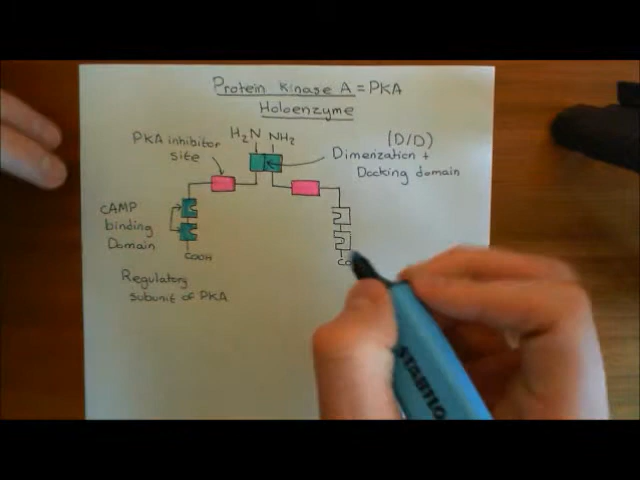 Protein kinase A = PKA
Holoenzyme
H₂N NH₂
PKA inhibitor
site
(D/D)
Dimerization +
Docking domain
cAMP
binding
Domain
COOH
Regulatory
subunit of PKA